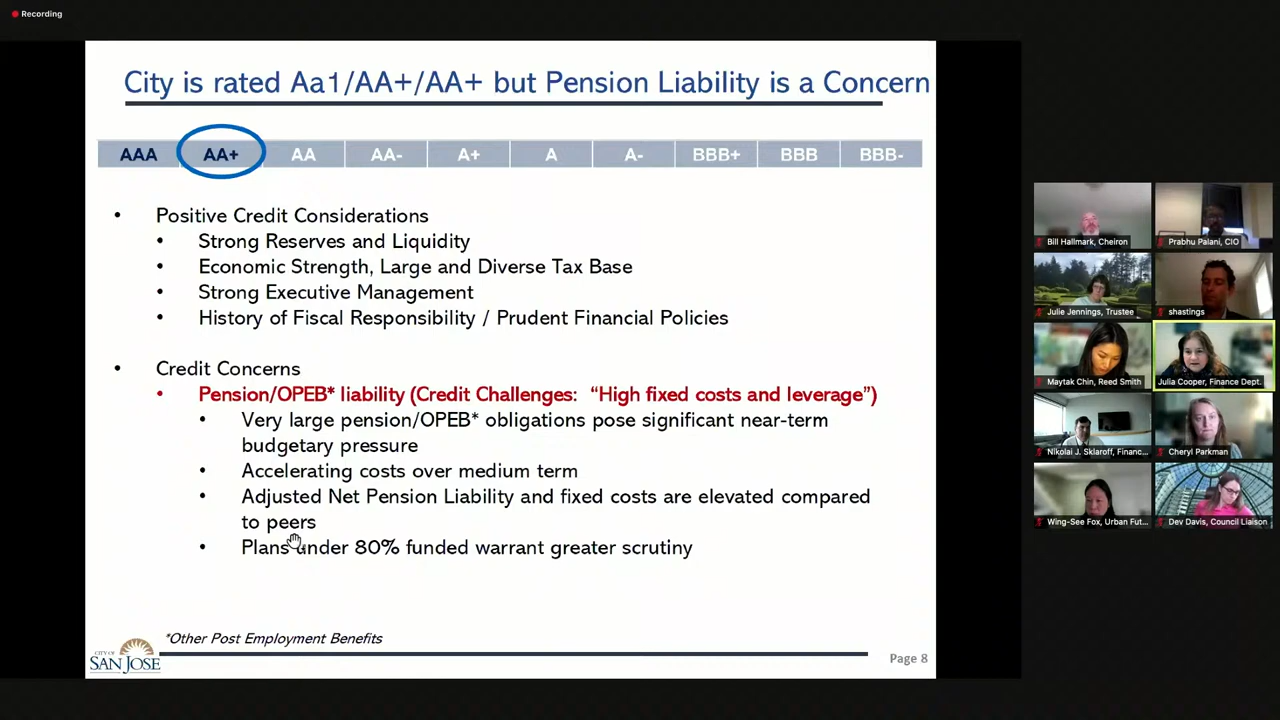 Recording
City is rated Aa1/AA+/AA+ but Pension Liability is a Concern
AAA AA+ AA AA- A+ A A- BBB+ BBB BBB-
• Positive Credit Considerations
• Strong Reserves and Liquidity
• Economic Strength, Large and Diverse Tax Base
• Strong Executive Management
• History of Fiscal Responsibility / Prudent Financial Policies
• Credit Concerns
• Pension/OPEB* liability (Credit Challenges: “High fixed costs and leverage”)
• Very large pension/OPEB* obligations pose significant near-term
budgetary pressure
• Accelerating costs over medium term
• Adjusted Net Pension Liability and fixed costs are elevated compared
to peers
• Plans under 80% funded warrant greater scrutiny
*Other Post Employment Benefits
CITY OF
SAN JOSE
Page 8
Bill Hallmark, Cheiron
Prabhu Palani, CIO
Julie Jennings, Trustee
shastings
Maytak Chin, Reed Smith
Julia Cooper, Finance Dept.
Nikolai J. Sklaroff, Financ...
Cheryl Parkman
Wing-See Fox, Urban Fut...
Dev Davis, Council Liaison